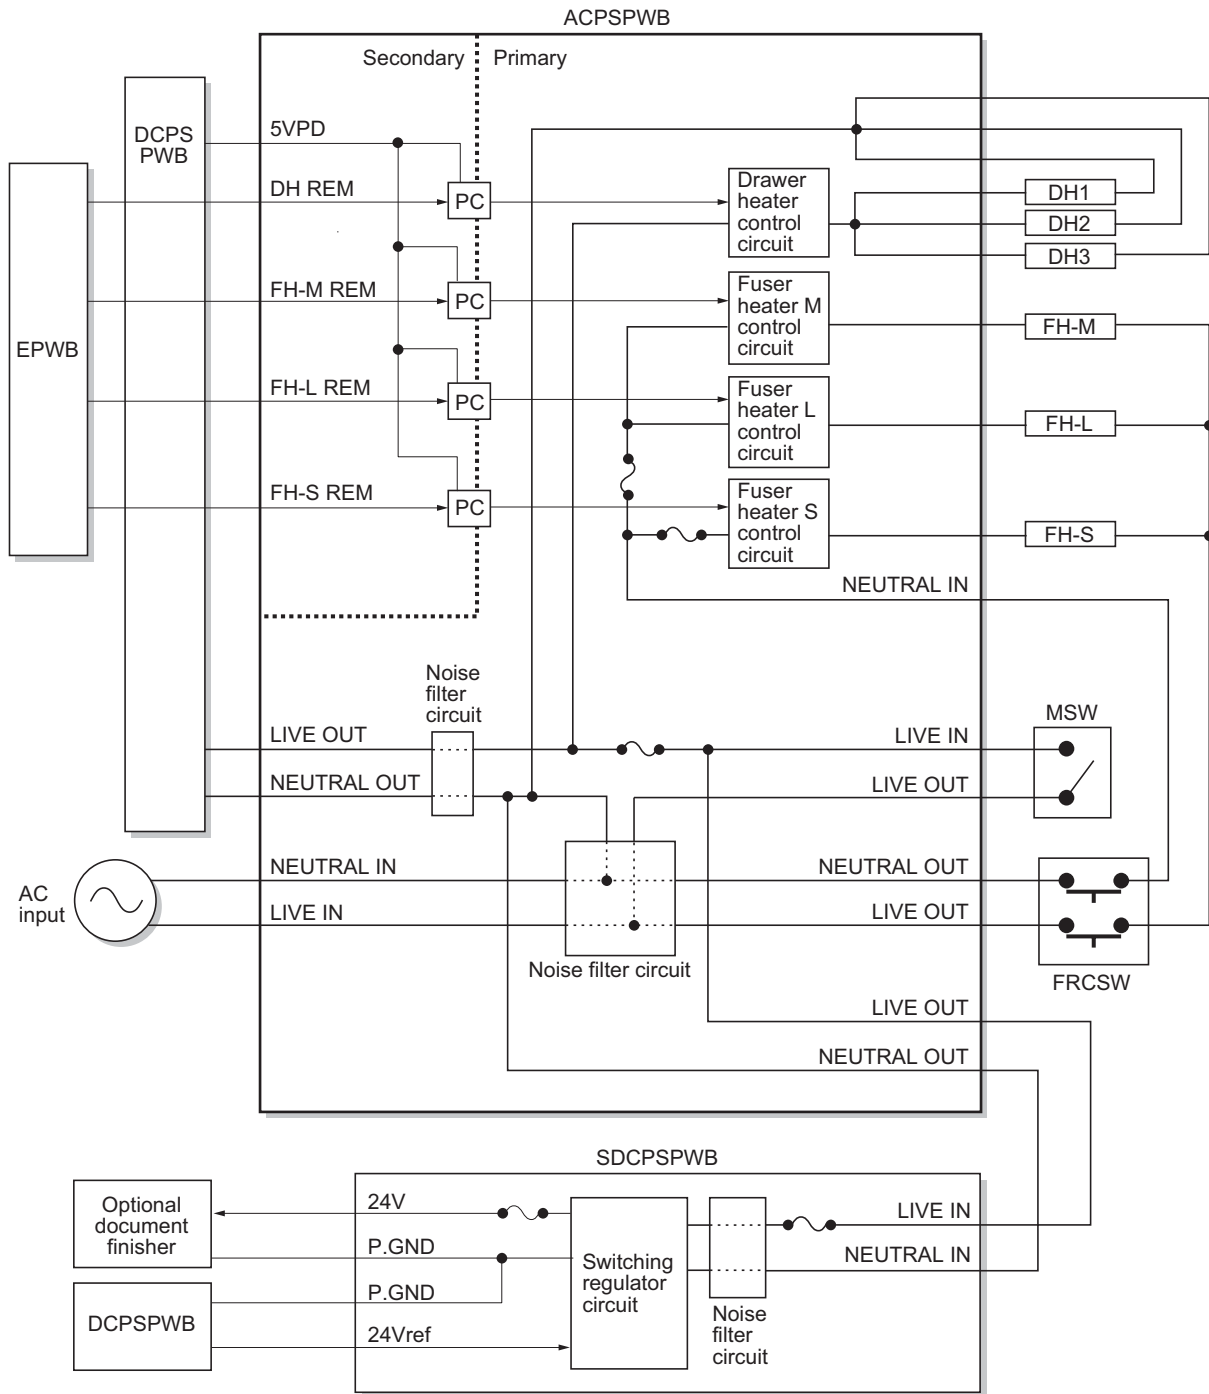 ACPSPWB
Secondary
Primary
DCPS
PWB
5VPD
DH REM
PC
Drawer
heater
control
circuit
DH1
DH2
DH3
EPWB
FH-M REM
PC
Fuser
heater M
control
circuit
FH-M
FH-L REM
PC
Fuser
heater L
control
circuit
FH-L
FH-S REM
PC
Fuser
heater S
control
circuit
FH-S
NEUTRAL IN
Noise
filter
circuit
MSW
LIVE OUT
LIVE IN
NEUTRAL OUT
LIVE OUT
AC
input
NEUTRAL IN
NEUTRAL OUT
LIVE IN
LIVE OUT
Noise filter circuit
FRCSW
LIVE OUT
NEUTRAL OUT
SDCPSPWB
Optional
document
finisher
24V
P.GND
P.GND
24Vref
DCPSPWB
Switching
regulator
circuit
LIVE IN
NEUTRAL IN
Noise
filter
circuit